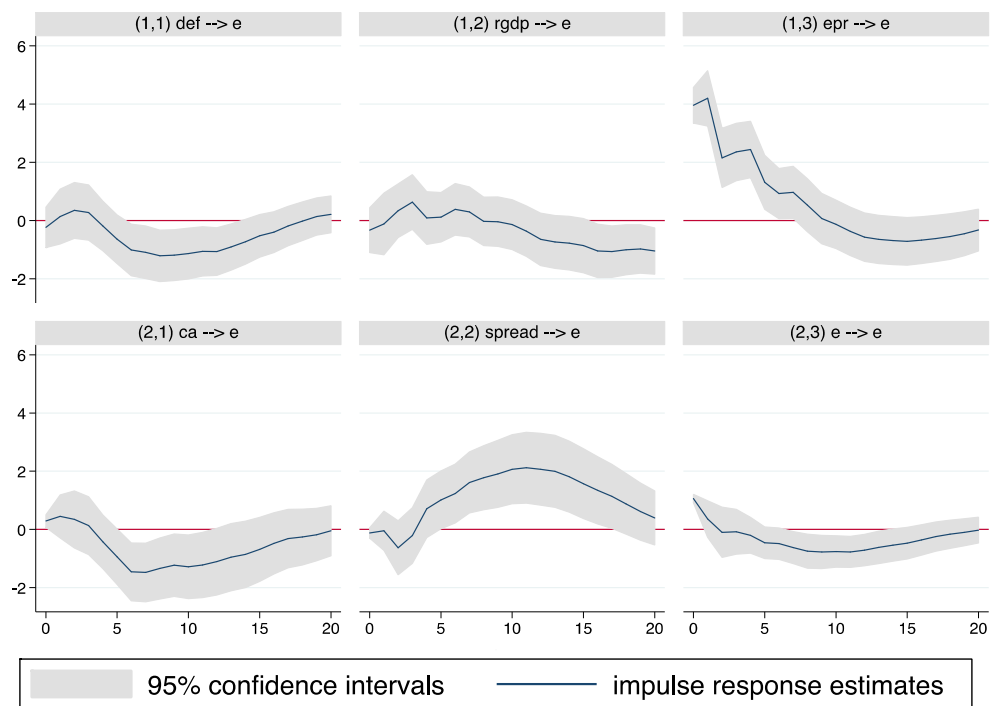 (1,1) def --> e (1,2) rgdp --> e (1,3) epr --> e
6
4
2
0
-2
(2,1) ca --> e (2,2) spread --> e (2,3) e --> e
6
4
2
0
-2
0 5 10 15 20 0 5 10 15 20 0 5 10 15 20
95% confidence intervals impulse response estimates